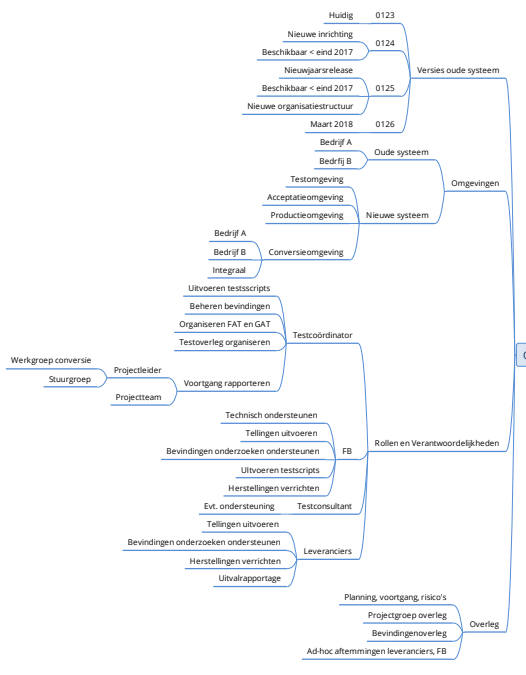 Huidig 0123
Nieuwe inrichting
0124
Beschikbaar < eind 2017
Nieuwjaarsrelease
Versies oude systeem
Beschikbaar < eind 2017 0125
Nieuwe organisatiestructuur
Maart 2018 0126
Bedrijf A
Oude systeem
Bedrfij B
Testomgeving
Omgevingen
Acceptatieomgeving
Productieomgeving Nieuwe systeem
Bedrijf A
Bedrijf B Conversieomgeving
Integraal
Uitvoeren testsscripts
Beheren bevindingen
Organiseren FAT en GAT
Testcoördinator
Testoverleg organiseren
Werkgroep conversie
Projectleider
Stuurgroep
Voortgang rapporteren
Projectteam
Technisch ondersteunen
Tellingen uitvoeren
Rollen en Verantwoordelijkheden
Bevindingen onderzoeken ondersteunen FB
UItvoeren testscripts
Herstellingen verrichten
Evt. ondersteuning Testconsultant
Tellingen uitvoeren
Bevindingen onderzoeken ondersteunen
Leveranciers
Herstellingen verrichten
Uitvalrapportage
Planning, voortgang, risico's
Projectgroep overleg
Overleg
Bevindingenoverleg
Ad-hoc aftemmingen leveranciers, FB